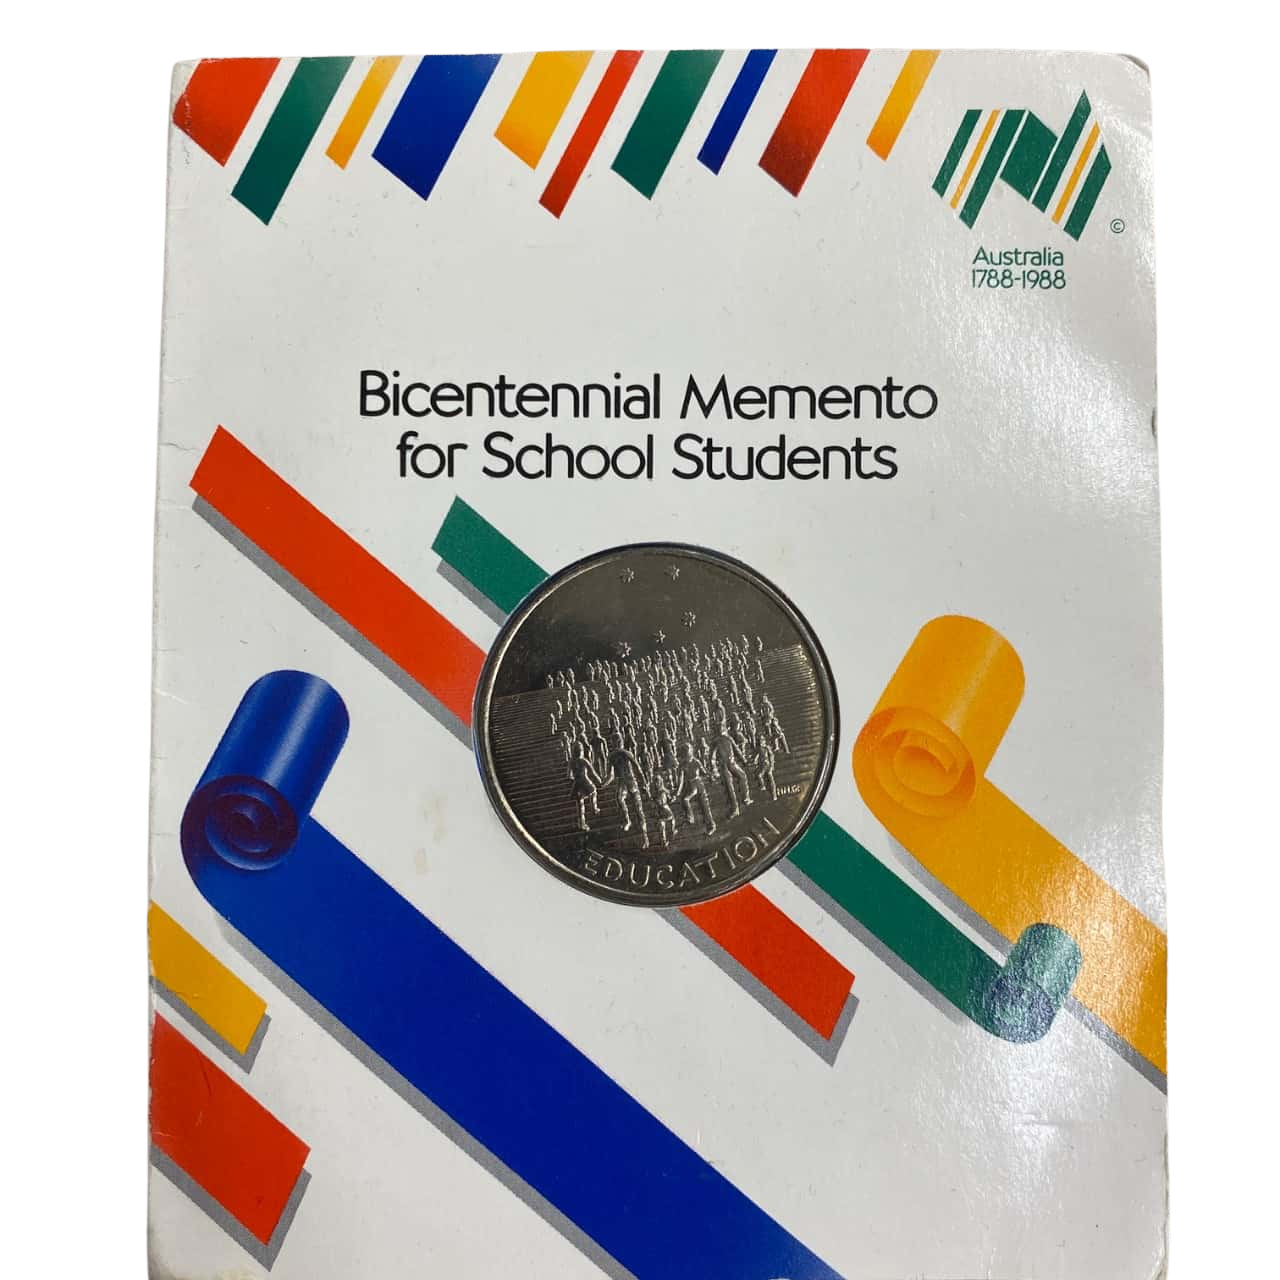 ©
Australia
1788-1988
Bicentennial Memento
for School Students
EDUCATION